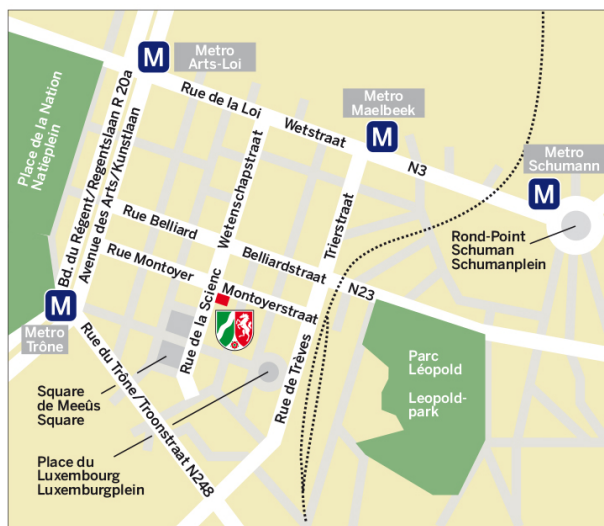 M
Metro
Arts-Loi
Place de la Nation
Natieplein
Bd. du Régent/Regentslaan R 20a
Avenue des Arts/Kunstlaan
Rue de la Loi
Wetstraat
Metro
Maelbeek
M
N3
Metro
Schumann
M
Wetenschapstraat
Trierstraat
Rue Belliard
Belliardstraat
N23
Rond-Point
Schuman
Schumanplein
Rue Montoyer
Montoyerstraat
Rue de la Scienc
M
Metro
Trône
Rue du Trône/Troonstraat N248
Rue de Trèves
Parc
Léopold
Leopold-
park
Square
de Meeûs
Square
Place du
Luxembourg
Luxemburgplein